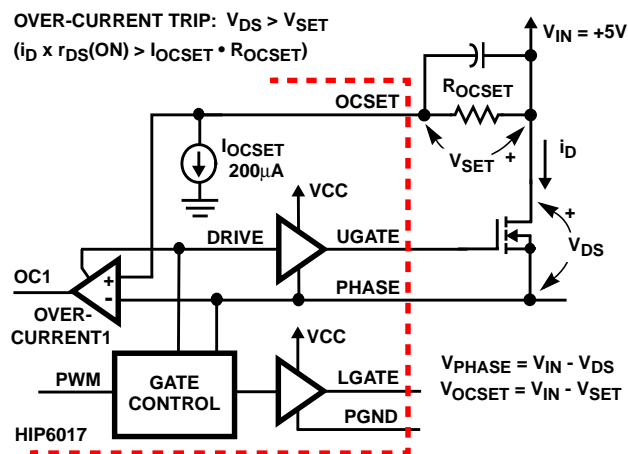 OVER-CURRENT TRIP: VDS > VSET
(iD x rDS(ON) > IOCSET • ROCSET)
VIN = +5V
OCSET
ROCSET
IOCSET
200µA
VSET
+
iD
VCC
+
DRIVE
UGATE
VDS
OC1
+
-
PHASE
OVER-
CURRENT1
VCC
PWM
GATE
CONTROL
LGATE
PGND
VPHASE = VIN - VDS
VOCSET = VIN - VSET
HIP6017